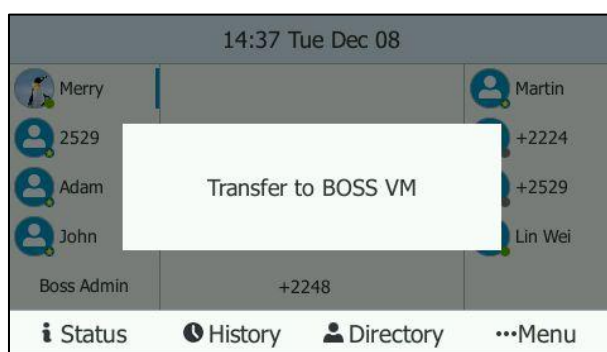 14:37 Tue Dec 08
Merry
2529
Adam
John
Boss Admin
Transfer to BOSS VM
+2248
Martin
+2224
+2529
Lin Wei
Status
History
Directory
Menu